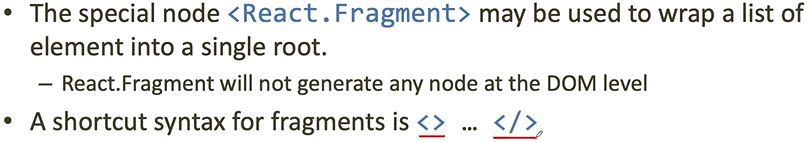 • The special node <React.Fragment> may be used to wrap a list of
element into a single root.
– React.Fragment will not generate any node at the DOM level
• A shortcut syntax for fragments is <> … </>